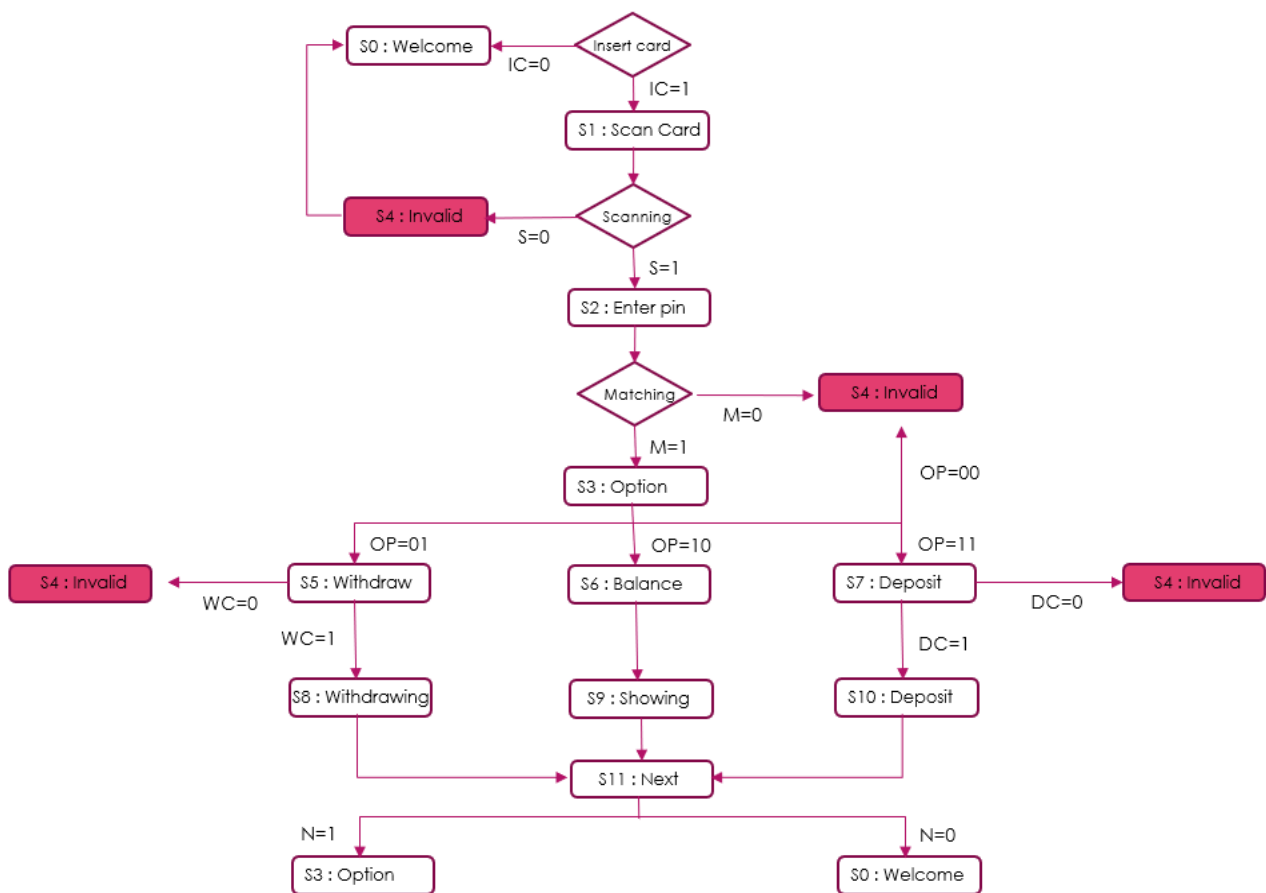 S0 : Welcome
Insert card
IC=0
IC=1
S1 : Scan Card
S4 : Invalid
Scanning
S=0
S=1
S2 : Enter pin
Matching
S4 : Invalid
M=0
M=1
S3 : Option
OP=00
OP=01
OP=10
OP=11
S4 : Invalid
S5 : Withdraw
S6 : Balance
S7 : Deposit
S4 : Invalid
WC=0
DC=0
WC=1
DC=1
S8 : Withdrawing
S9 : Showing
S10 : Deposit
S11 : Next
N=1
N=0
S3 : Option
S0 : Welcome